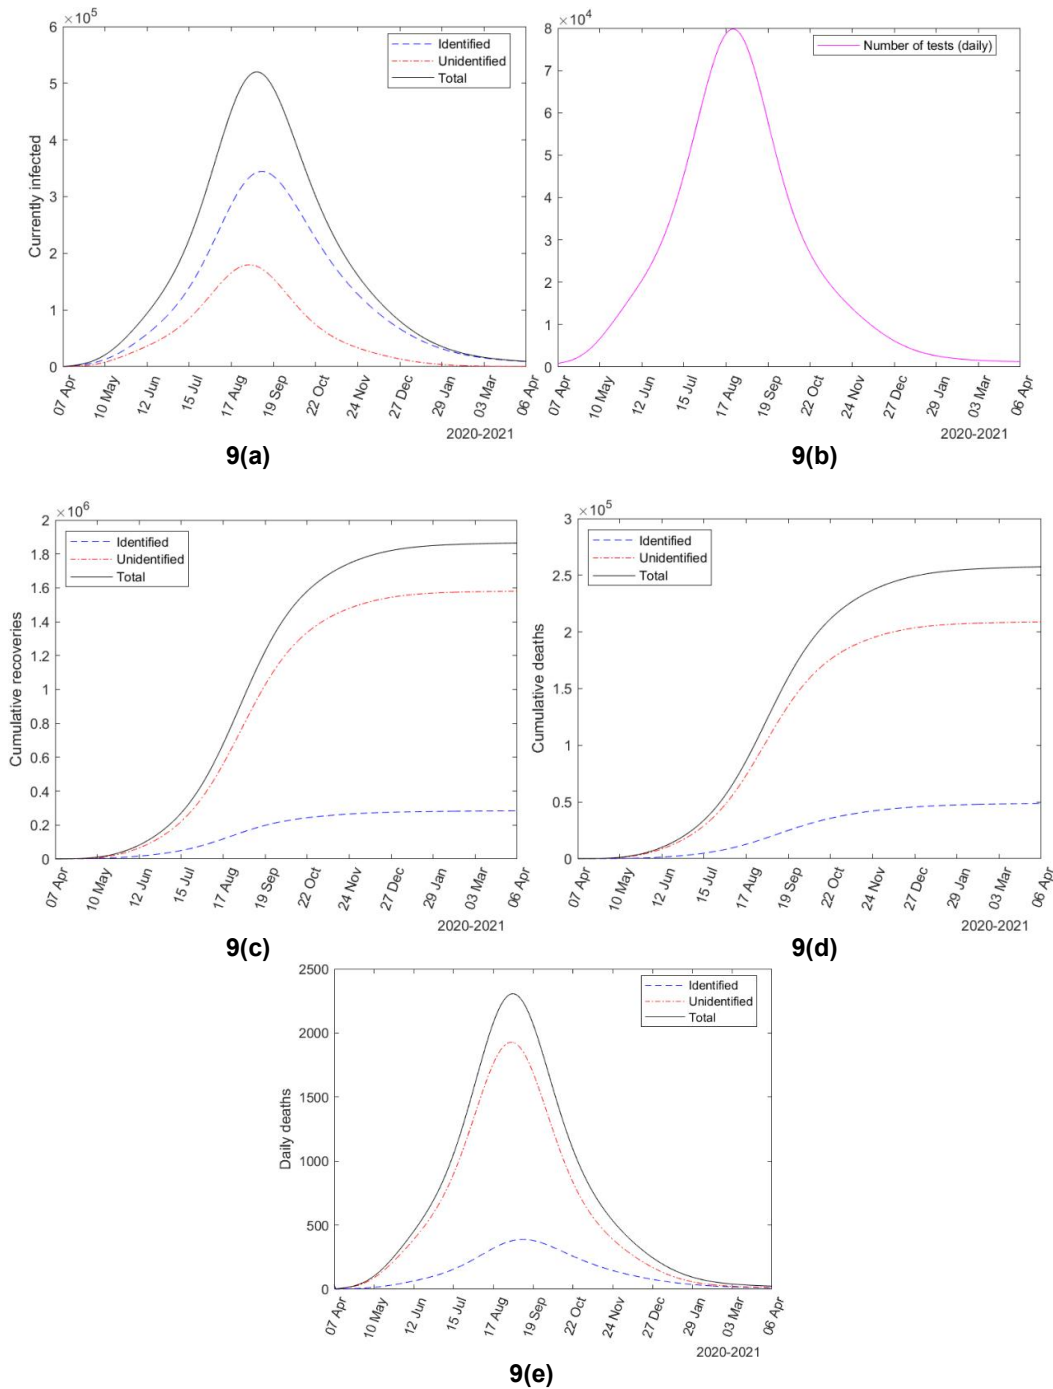 ×10^5
6
5
4
3
2
1
0
Currently infected
Identified
Unidentified
Total
07 Apr
10 May
12 Jun
15 Jul
17 Aug
19 Sep
22 Oct
24 Nov
27 Dec
29 Jan
03 Mar
06 Apr
2020-2021
9(a)
×10^4
8
7
6
5
4
3
2
1
0
Number of tests (daily)
07 Apr
10 May
12 Jun
15 Jul
17 Aug
19 Sep
22 Oct
24 Nov
27 Dec
29 Jan
03 Mar
06 Apr
2020-2021
9(b)
×10^6
2
1.8
1.6
1.4
1.2
1
0.8
0.6
0.4
0.2
0
Cumulative recoveries
Identified
Unidentified
Total
07 Apr
10 May
12 Jun
15 Jul
17 Aug
19 Sep
22 Oct
24 Nov
27 Dec
29 Jan
03 Mar
06 Apr
2020-2021
9(c)
×10^5
3
2.5
2
1.5
1
0.5
0
Cumulative deaths
Identified
Unidentified
Total
07 Apr
10 May
12 Jun
15 Jul
17 Aug
19 Sep
22 Oct
24 Nov
27 Dec
29 Jan
03 Mar
06 Apr
2020-2021
9(d)
2500
2000
1500
1000
500
0
Daily deaths
Identified
Unidentified
Total
07 Apr
10 May
12 Jun
15 Jul
17 Aug
19 Sep
22 Oct
24 Nov
27 Dec
29 Jan
03 Mar
06 Apr
2020-2021
9(e)